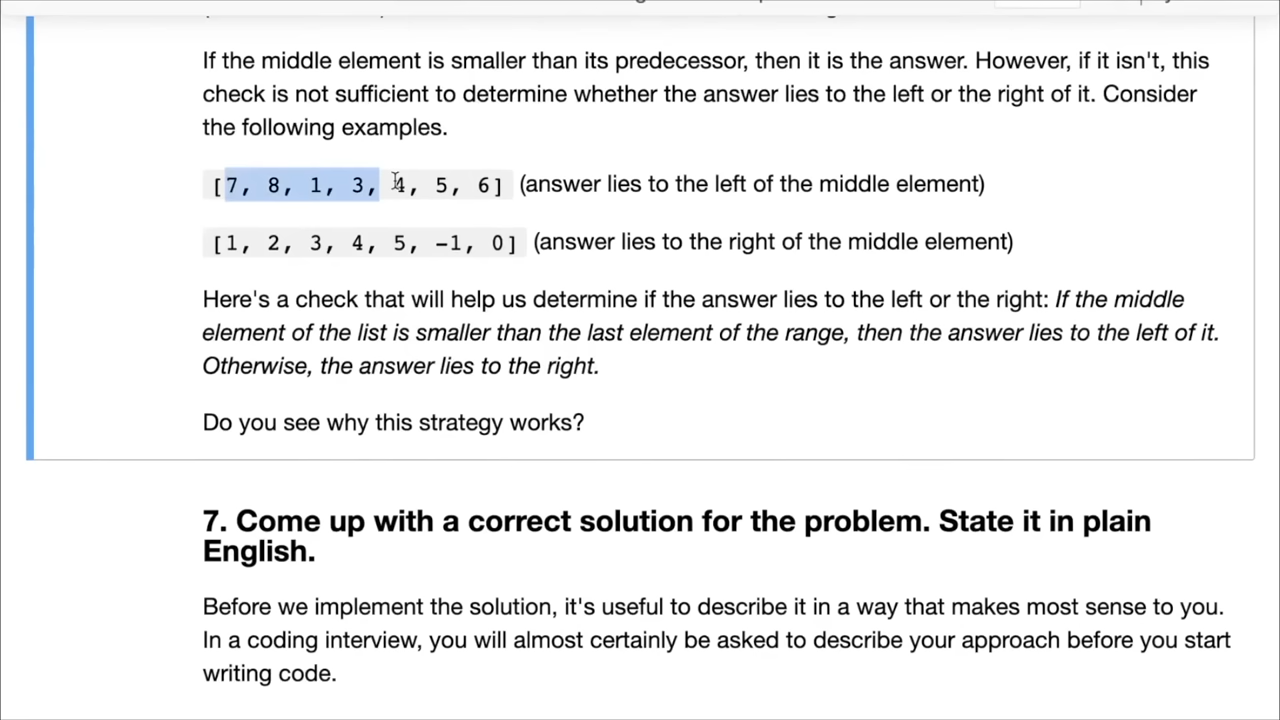 If the middle element is smaller than its predecessor, then it is the answer. However, if it isn't, this
check is not sufficient to determine whether the answer lies to the left or the right of it. Consider
the following examples.
[7, 8, 1, 3, 4, 5, 6] (answer lies to the left of the middle element)
[1, 2, 3, 4, 5, -1, 0] (answer lies to the right of the middle element)
Here's a check that will help us determine if the answer lies to the left or the right: If the middle
element of the list is smaller than the last element of the range, then the answer lies to the left of it.
Otherwise, the answer lies to the right.
Do you see why this strategy works?
7. Come up with a correct solution for the problem. State it in plain
English.
Before we implement the solution, it's useful to describe it in a way that makes most sense to you.
In a coding interview, you will almost certainly be asked to describe your approach before you start
writing code.